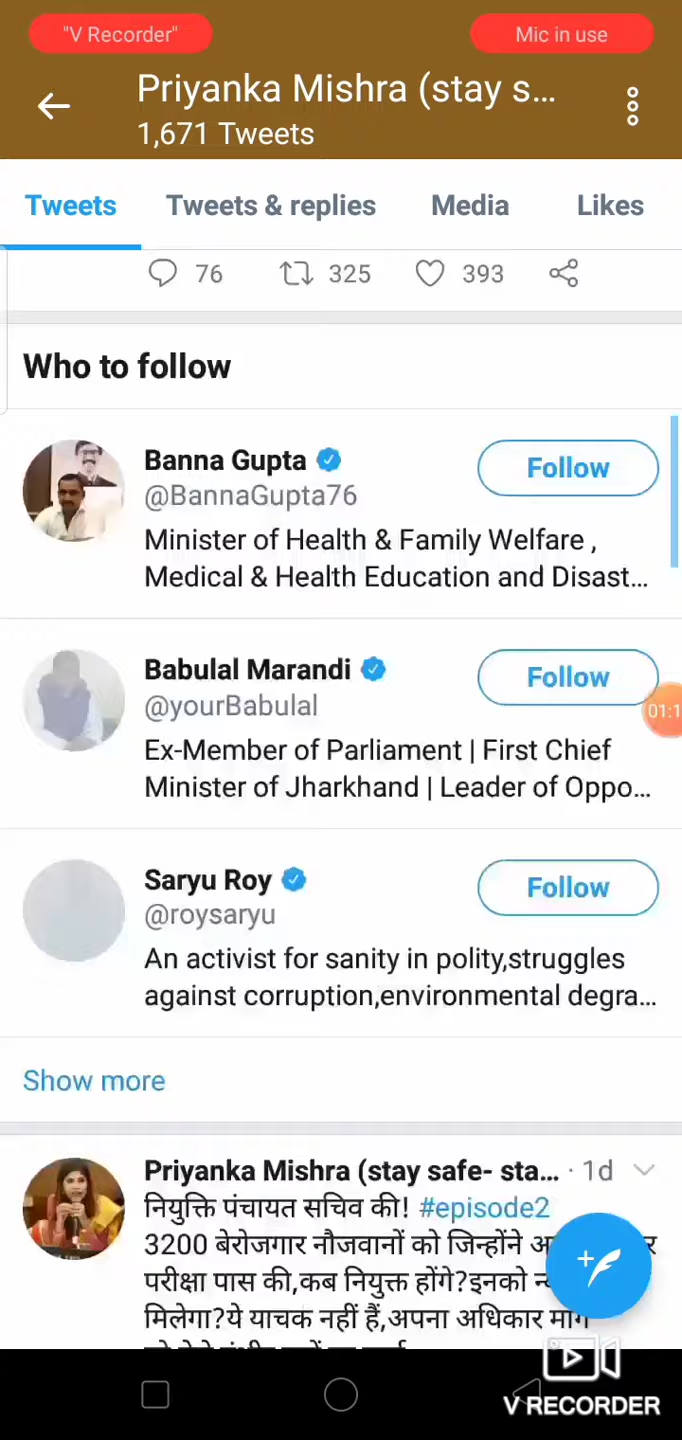 "V Recorder"
Mic in use
Priyanka Mishra (stay s...
1,671 Tweets
Tweets
Tweets & replies
Media
Likes
76
325
393
Who to follow
Banna Gupta
Follow
@BannaGupta76
Minister of Health & Family Welfare ,
Medical & Health Education and Disast...
Babulal Marandi
Follow
@yourBabulal
01:1
Ex-Member of Parliament | First Chief
Minister of Jharkhand | Leader of Oppo...
Saryu Roy
Follow
@roysaryu
An activist for sanity in polity,struggles
against corruption,environmental degra...
Show more
Priyanka Mishra (stay safe- sta... · 1d
नियुक्ति पंचायत सचिव की! #episode2
3200 बेरोजगार नौजवानों को जिन्होंने
परीक्षा पास की,कब नियुक्त होंगे?इनको
मिलेगा?ये याचक नहीं हैं,अपना अधिकार मांग
V RECORDER